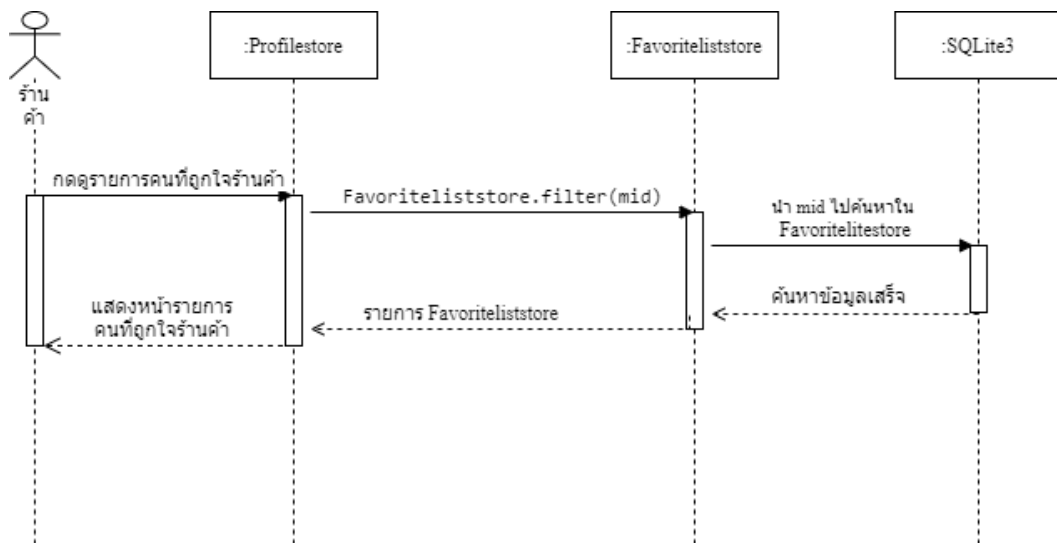 :Profilestore
:Favoriteliststore
:SQLite3
ร้าน
ค้า
กดดูรายการคนที่ถูกใจร้านค้า
Favoriteliststore.filter(mid)
นำ mid ไปค้นหาใน
Favoritelitestore
แสดงหน้ารายการ
คนที่ถูกใจร้านค้า
รายการ Favoriteliststore
ค้นหาข้อมูลเสร็จ